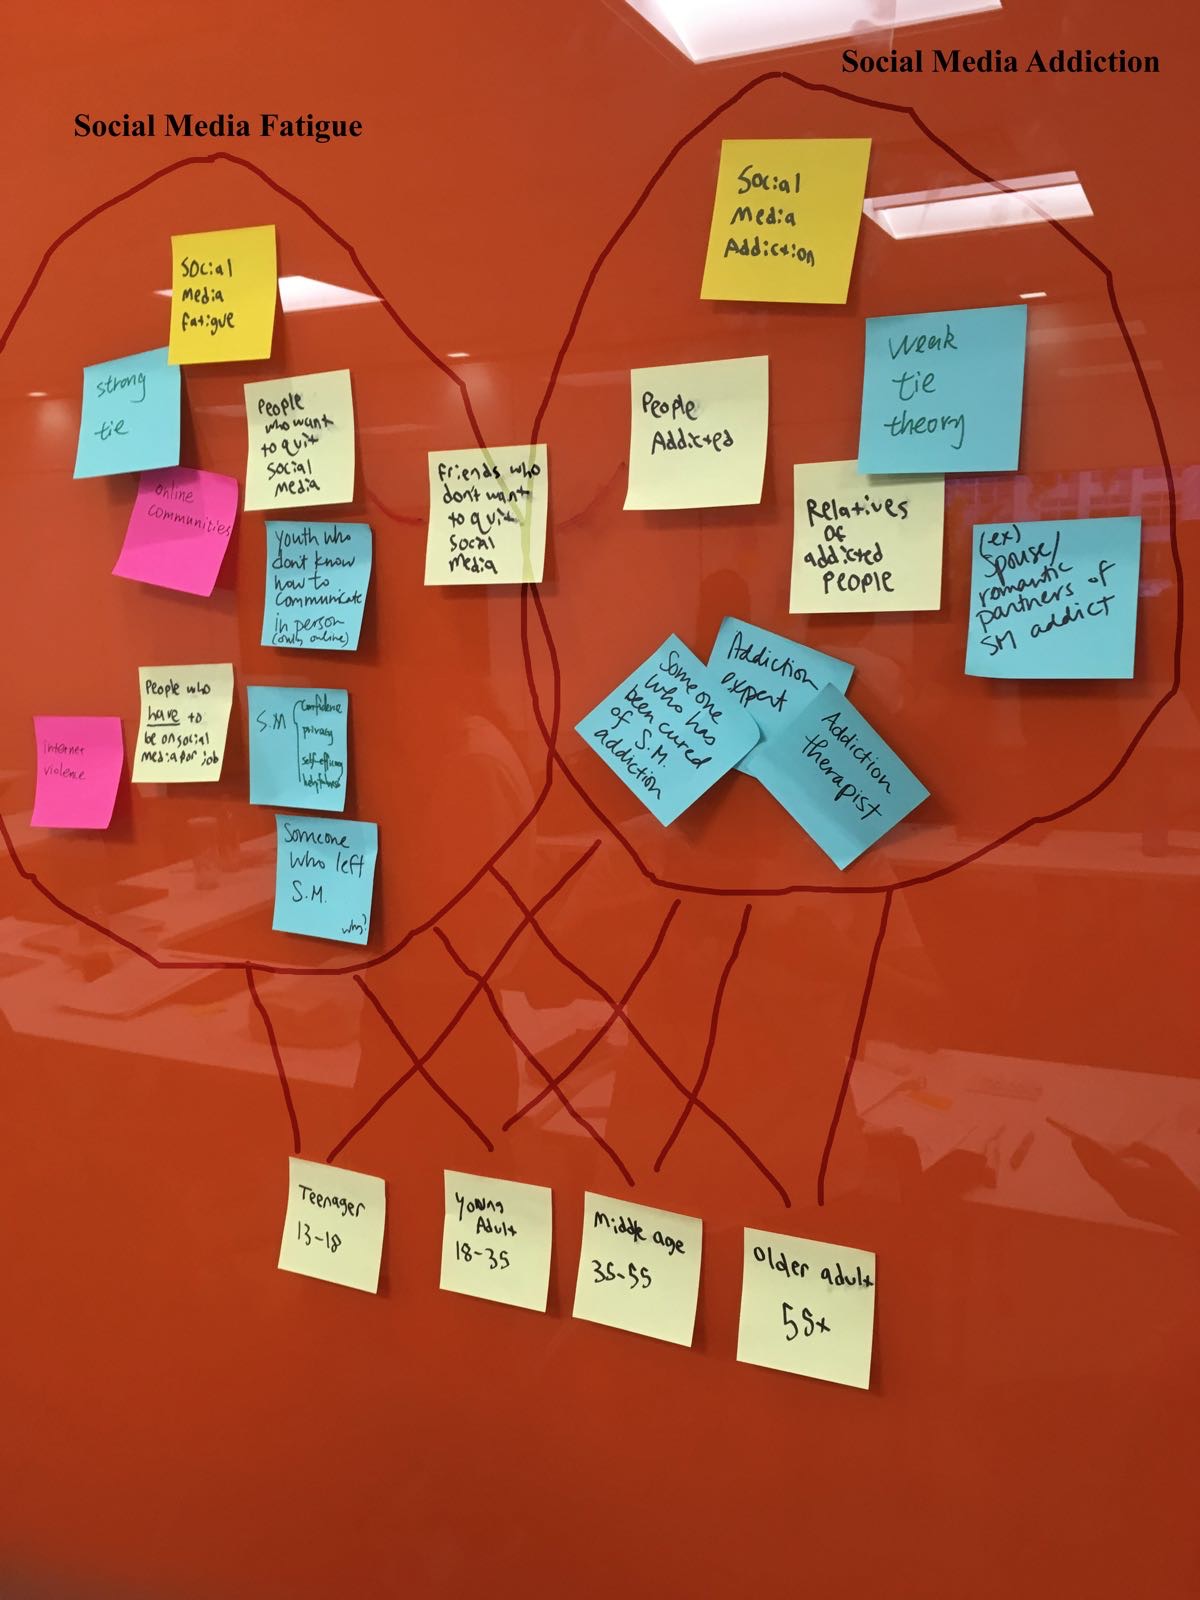 Social Media Fatigue
Social
media
fatigue
strong
tie
online
communities
People
who want
to quit
social
media
Friends who
don't want
to quit
social
media
youth who
don't know
how to
communicate
in person
(only online)
People who
have to
be on social
media for job
internet
violence
S.M
confidence
privacy
Someone
who left
S.M.
why?
Social Media Addiction
Social
Media
Addiction
weak
tie
theory
People
Addicted
Relatives
of
addicted
People
(ex)
spouse/
romantic
partners of
SM addict
Someone
who has
been cured
of S.M.
addiction
Addiction
expert
Addiction
therapist
Teenager
13-18
Young
Adult
18-35
Middle age
35-55
Older adult
55+